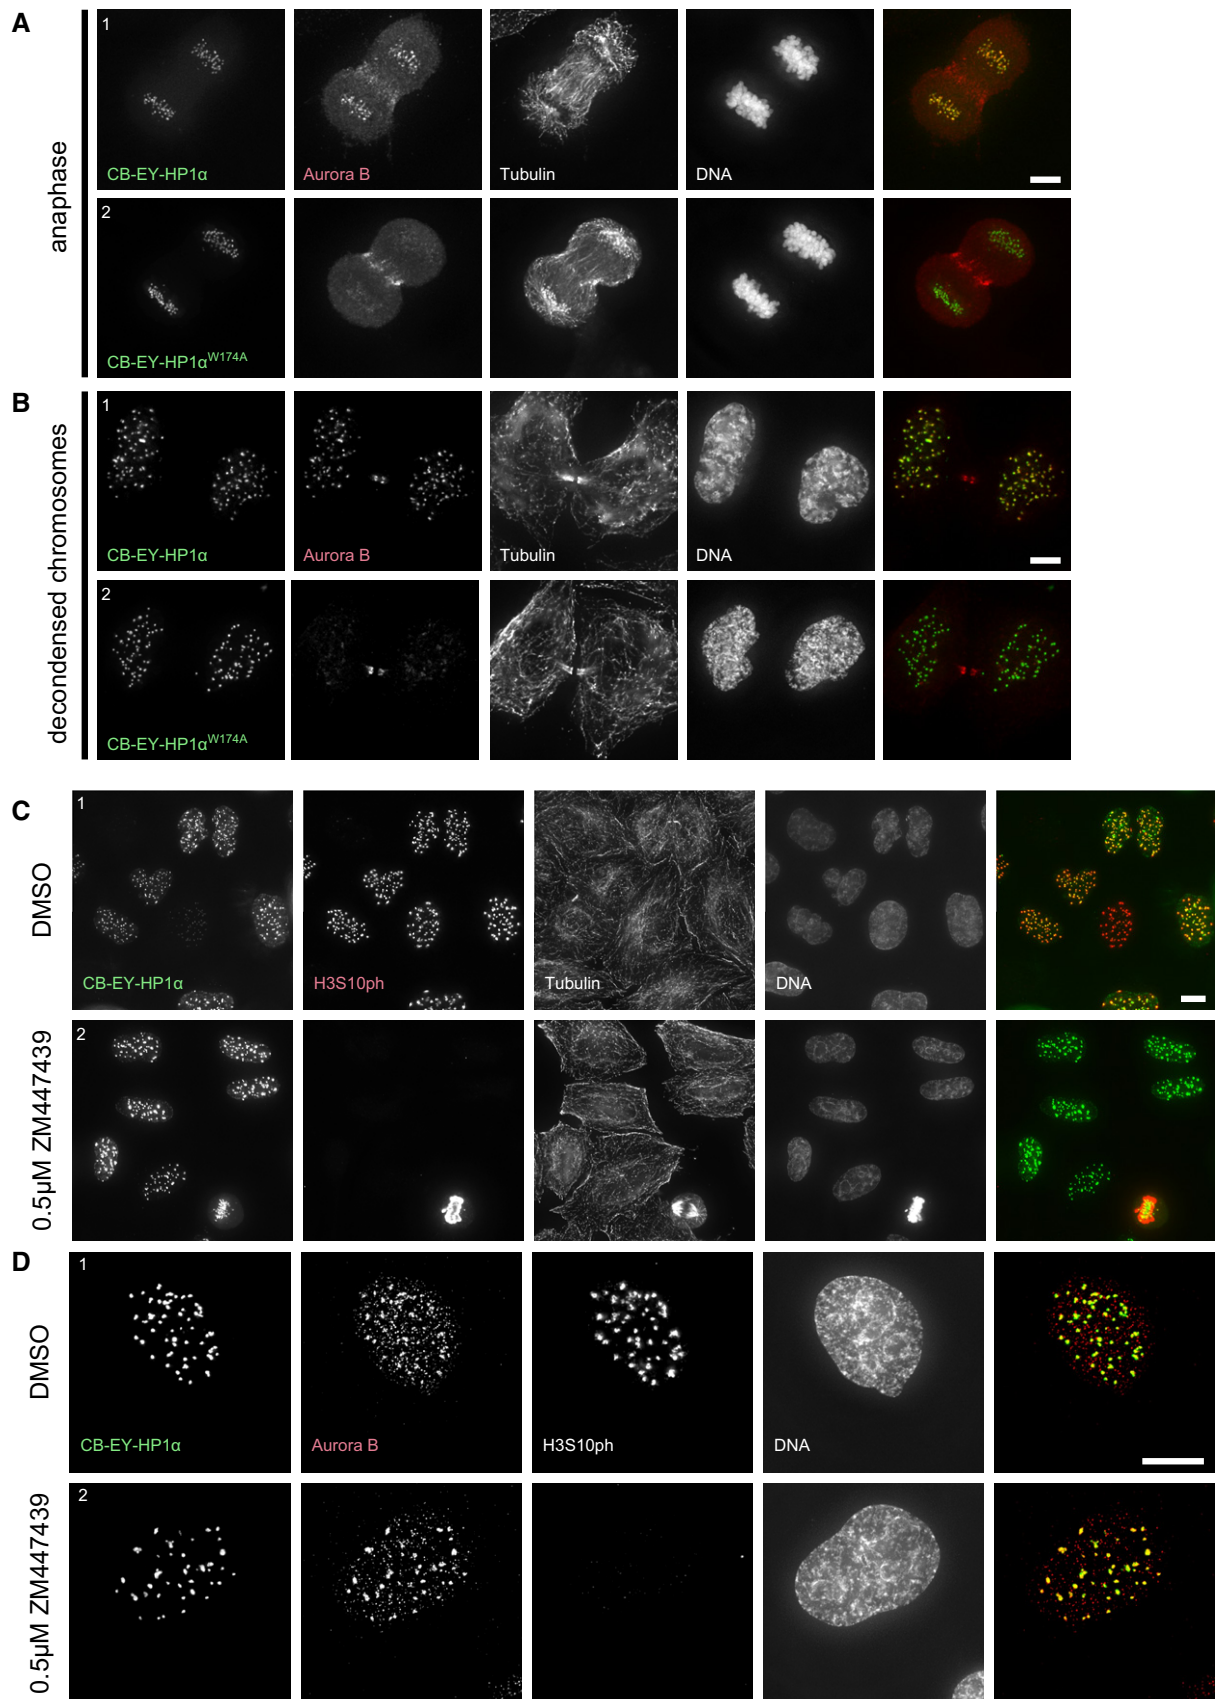 A
anaphase
1
CB-EY-HP1α
Aurora B
Tubulin
DNA
2
CB-EY-HP1α^W174A
B
decondensed chromosomes
1
CB-EY-HP1α
Aurora B
Tubulin
DNA
2
CB-EY-HP1α^W174A
C
DMSO
1
CB-EY-HP1α
H3S10ph
Tubulin
DNA
0.5μM ZM447439
2
D
DMSO
1
CB-EY-HP1α
Aurora B
H3S10ph
DNA
0.5μM ZM447439
2